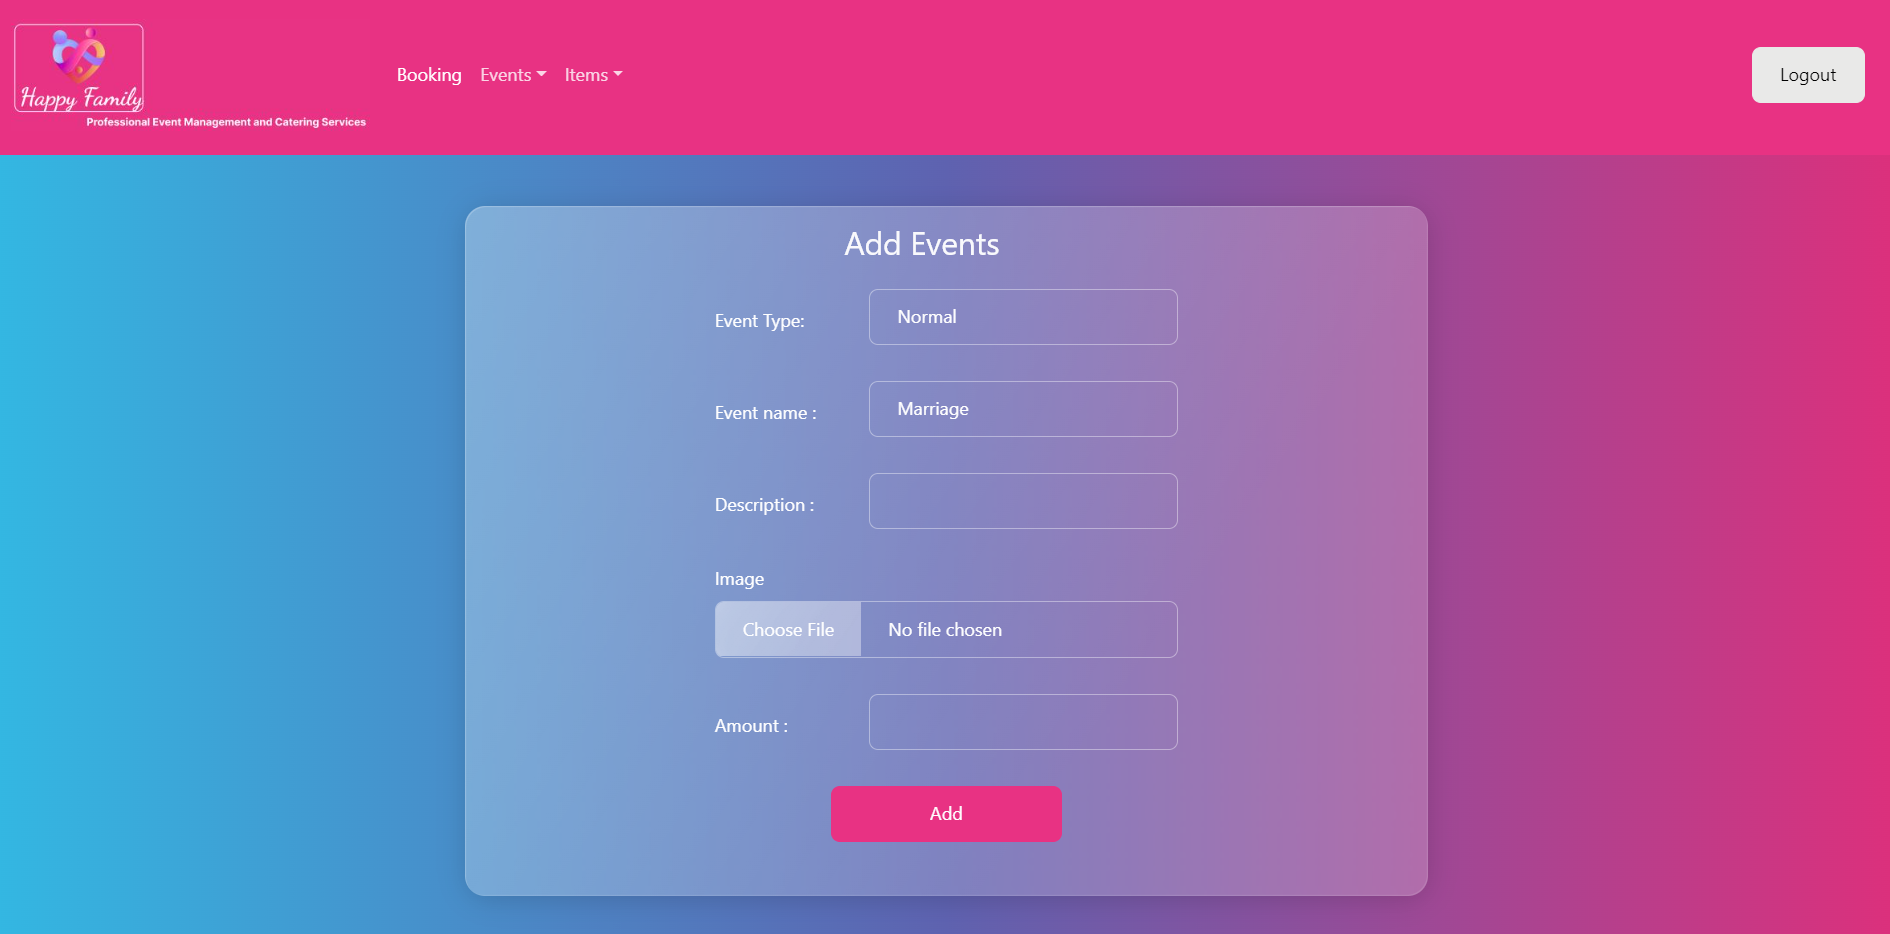 Happy Family
Professional Event Management and Catering Services
Booking Events Items
Logout
Add Events
Event Type: Normal
Event name : Marriage
Description :
Image
Choose File No file chosen
Amount :
Add